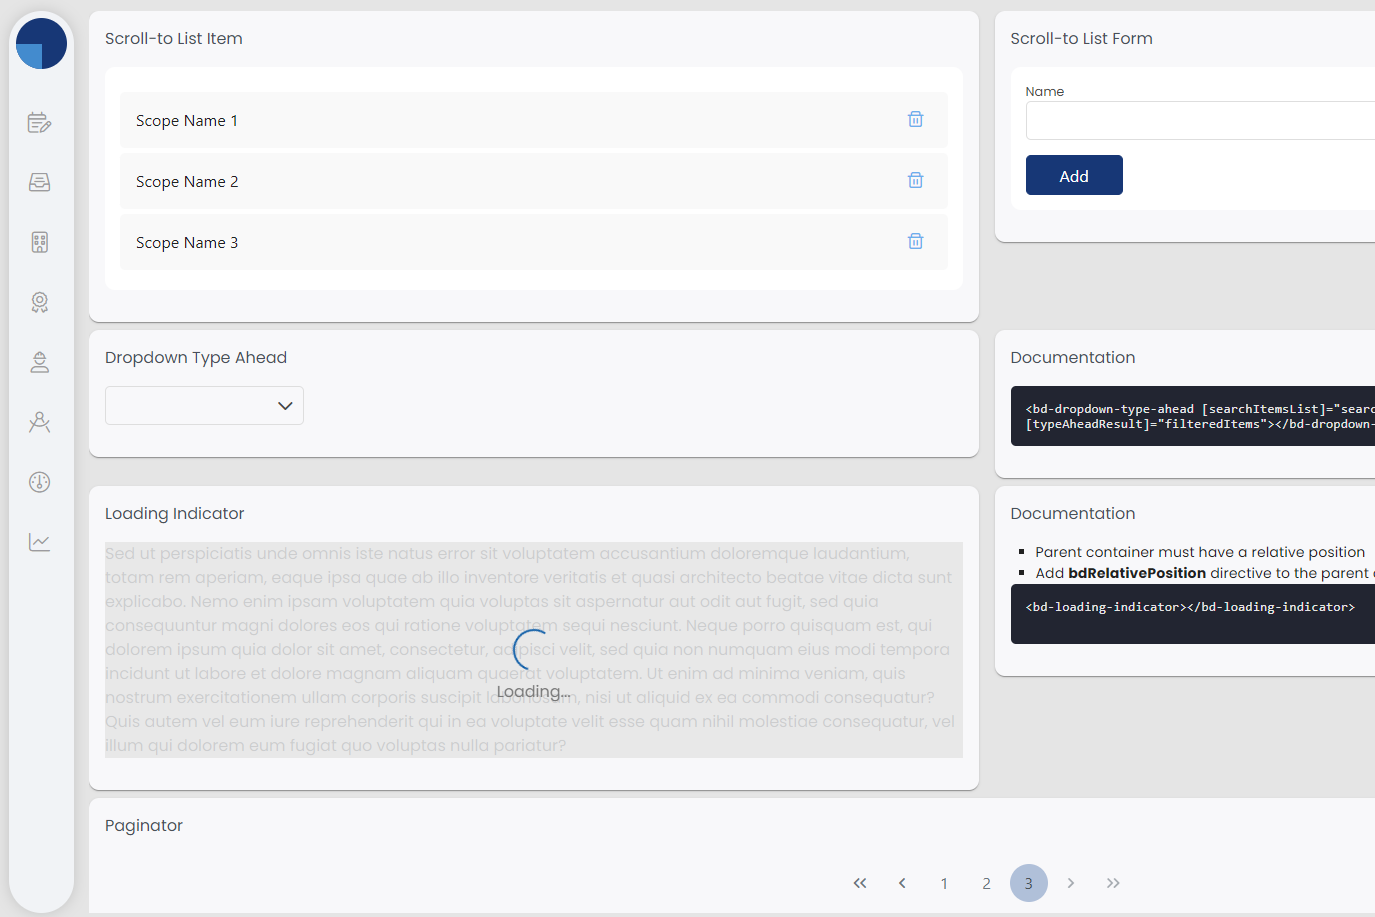 Scroll-to List Item
Scope Name 1
Scope Name 2
Scope Name 3
Scroll-to List Form
Name
Add
Dropdown Type Ahead
Documentation
<bd-dropdown-type-ahead [searchItemsList]="searc
[typeAheadResult]="filteredItems"></bd-dropdown-
Loading Indicator
Sed ut perspiciatis unde omnis iste natus error sit voluptatem accusantium doloremque laudantium,
totam rem aperiam, eaque ipsa quae ab illo inventore veritatis et quasi architecto beatae vitae dicta sunt
explicabo. Nemo enim ipsam voluptatem quia voluptas sit aspernatur aut odit aut fugit, sed quia
consequuntur magni dolores eos qui ratione voluptatem sequi nesciunt. Neque porro quisquam est, qui
dolorem ipsum quia dolor sit amet, consectetur, adipisci velit, sed quia non numquam eius modi tempora
incidunt ut labore et dolore magnam aliquam quaerat voluptatem. Ut enim ad minima veniam, quis
nostrum exercitationem ullam corporis suscipit laboriosam, nisi ut aliquid ex ea commodi consequatur?
Quis autem vel eum iure reprehenderit qui in ea voluptate velit esse quam nihil molestiae consequatur, vel
illum qui dolorem eum fugiat quo voluptas nulla pariatur?
Loading...
Documentation
Parent container must have a relative position
Add bdRelativePosition directive to the parent
<bd-loading-indicator></bd-loading-indicator>
Paginator
1 2 3